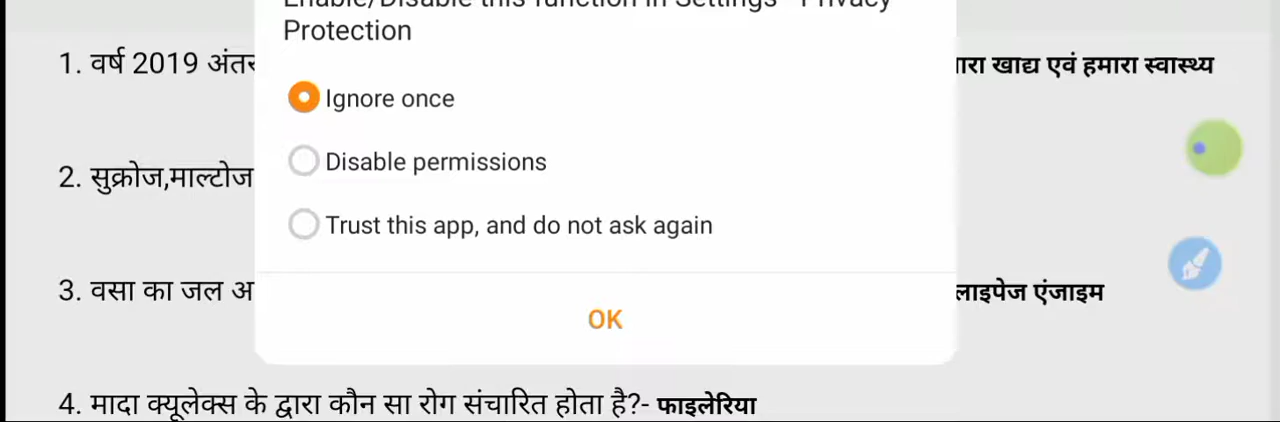 Protection
1. वर्ष 2019
खाद्य एवं हमारा स्वास्थ्य
Ignore once
2. सुक्रोज,माल्टोज
Disable permissions
Trust this app, and do not ask again
3. वसा का जल
लाइपेज एंजाइम
OK
4. मादा क्यूलेक्स के द्वारा कौन सा रोग संचारित होता है?- फाइलेरिया